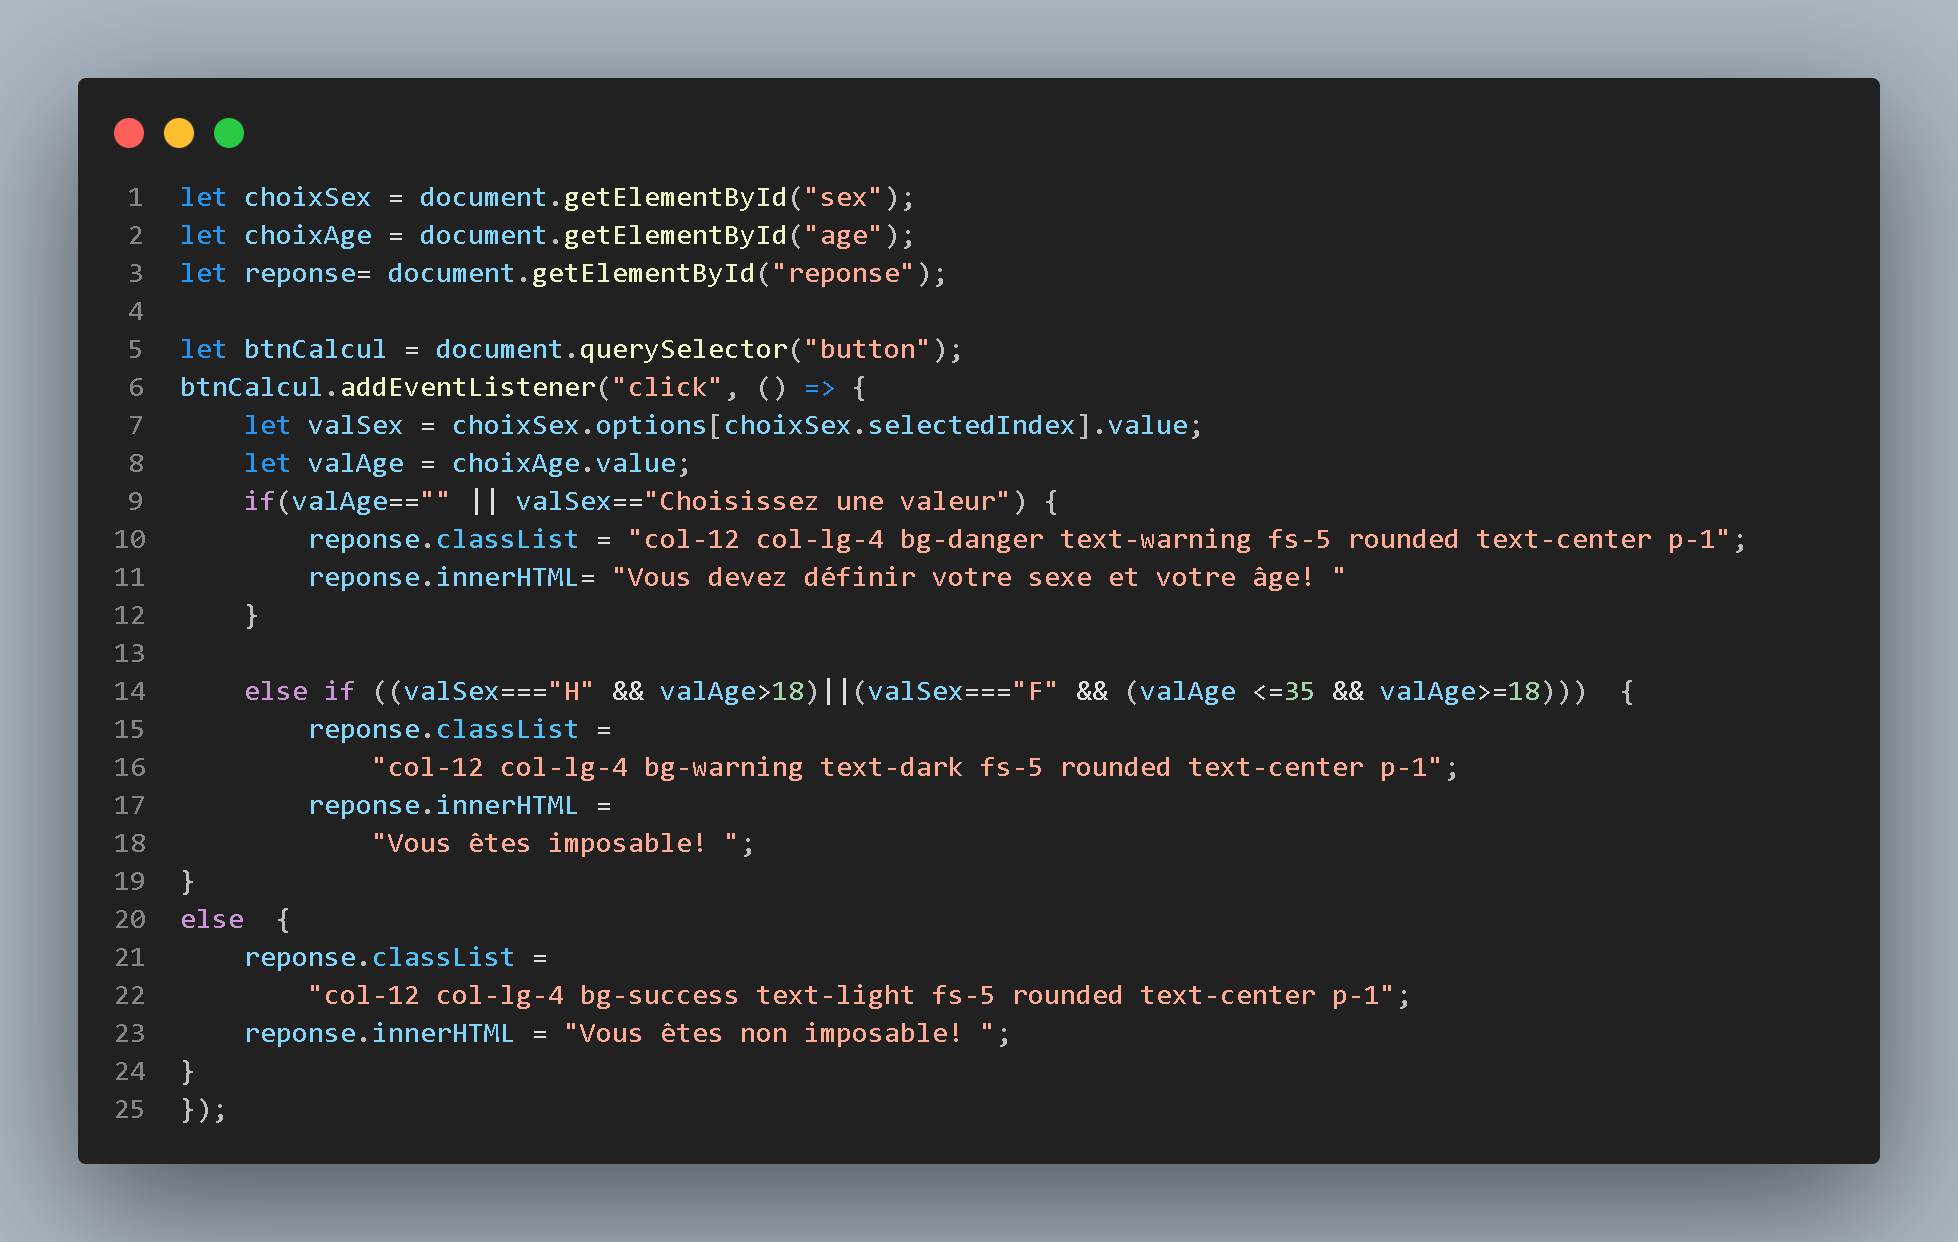 1 let choixSex = document.getElementById("sex");
2 let choixAge = document.getElementById("age");
3 let reponse= document.getElementById("reponse");
4
5 let btnCalcul = document.querySelector("button");
6 btnCalcul.addEventListener("click", () => {
7     let valSex = choixSex.options[choixSex.selectedIndex].value;
8     let valAge = choixAge.value;
9     if(valAge=="" || valSex=="Choisissez une valeur") {
10         reponse.classList = "col-12 col-lg-4 bg-danger text-warning fs-5 rounded text-center p-1";
11         reponse.innerHTML= "Vous devez définir votre sexe et votre âge! "
12     }
13
14     else if ((valSex==="H" && valAge>18)||(valSex==="F" && (valAge <=35 && valAge>=18)))  {
15         reponse.classList =
16             "col-12 col-lg-4 bg-warning text-dark fs-5 rounded text-center p-1";
17         reponse.innerHTML =
18             "Vous êtes imposable! ";
19 }
20 else  {
21     reponse.classList =
22         "col-12 col-lg-4 bg-success text-light fs-5 rounded text-center p-1";
23     reponse.innerHTML = "Vous êtes non imposable! ";
24 }
25 });